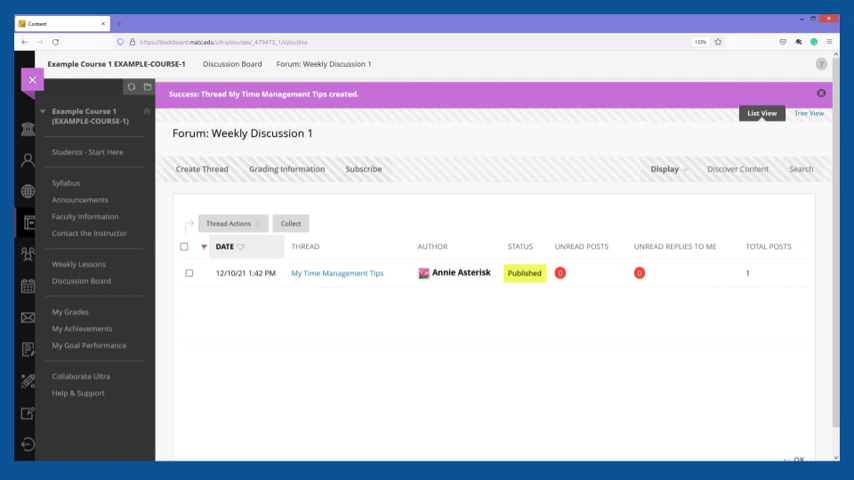 Content
https://blackboard.matc.edu/ultra/courses/_479473_1/cl/outline
133%
Example Course 1 EXAMPLE-COURSE-1 Discussion Board Forum: Weekly Discussion 1
Success: Thread My Time Management Tips created.
List View Tree View
Example Course 1
(EXAMPLE-COURSE-1)
Students - Start Here
Syllabus
Announcements
Faculty Information
Contact the Instructor
Weekly Lessons
Discussion Board
My Grades
My Achievements
My Goal Performance
Collaborate Ultra
Help & Support
Forum: Weekly Discussion 1
Create Thread Grading Information Subscribe Display Discover Content Search
Thread Actions Collect
DATE THREAD AUTHOR STATUS UNREAD POSTS UNREAD REPLIES TO ME TOTAL POSTS
12/10/21 1:42 PM My Time Management Tips Annie Asterisk Published 0 0 1
OK